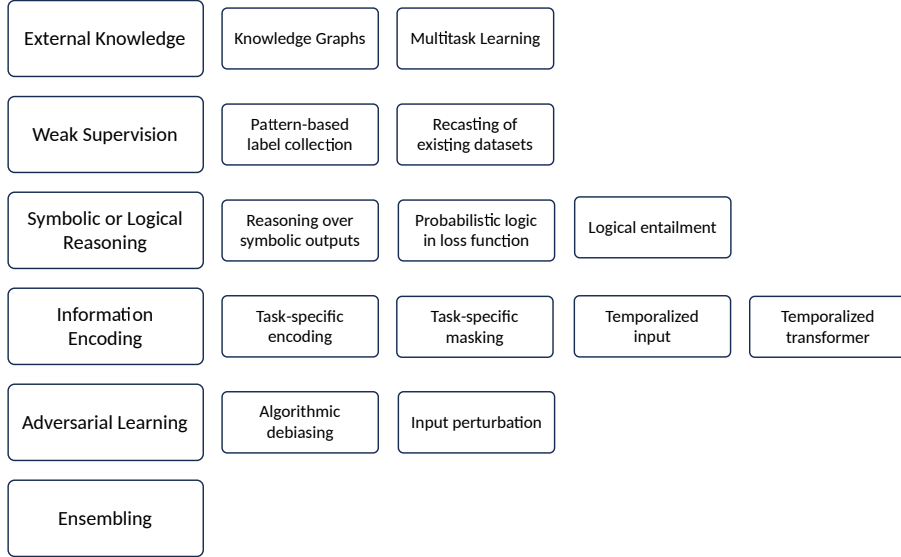 External Knowledge
Knowledge Graphs
Multitask Learning
Weak Supervision
Pattern-based
label collection
Recasting of
existing datasets
Symbolic or Logical
Reasoning
Reasoning over
symbolic outputs
Probabilistic logic
in loss function
Logical entailment
Information
Encoding
Task-specific
encoding
Task-specific
masking
Temporalized
input
Temporalized
transformer
Adversarial Learning
Algorithmic
debiasing
Input perturbation
Ensembling